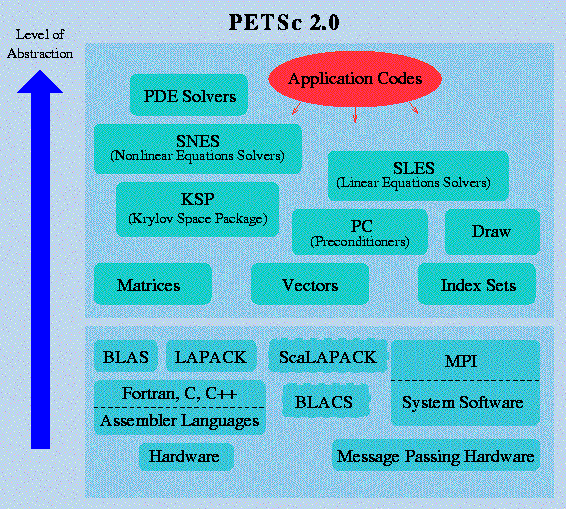 PETSc 2.0
Level of
Abstraction
Application Codes
PDE Solvers
SNES
(Nonlinear Equations Solvers)
SLES
(Linear Equations Solvers)
KSP
(Krylov Space Package)
PC
(Preconditioners)
Draw
Matrices
Vectors
Index Sets
BLAS
LAPACK
ScaLAPACK
MPI
Fortran, C, C++
BLACS
System Software
Assembler Languages
Hardware
Message Passing Hardware